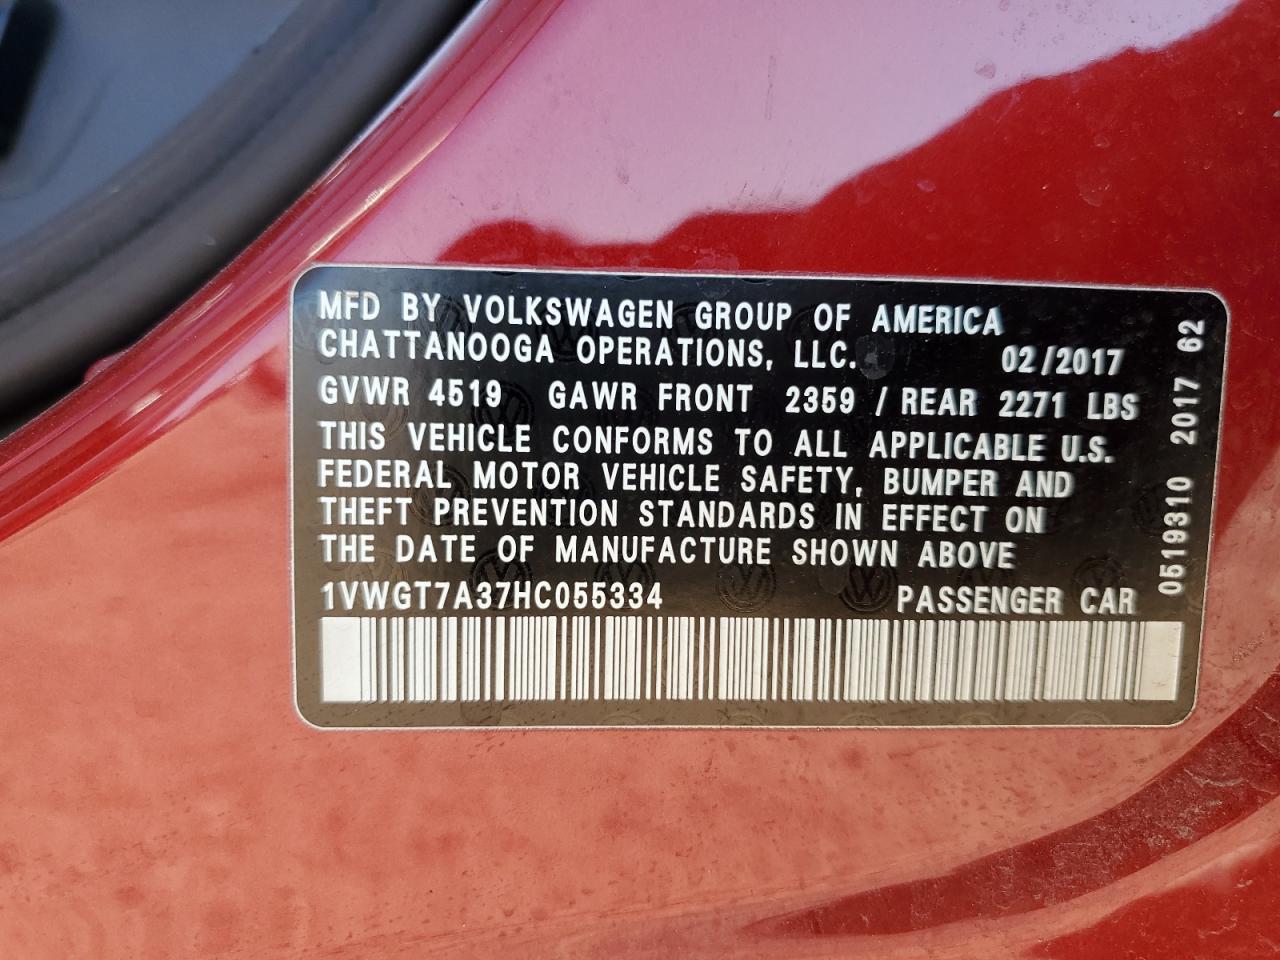 MFD BY VOLKSWAGEN GROUP OF AMERICA
CHATTANOOGA OPERATIONS, LLC. 02/2017
GVWR 4519 GAWR FRONT 2359 / REAR 2271 LBS
THIS VEHICLE CONFORMS TO ALL APPLICABLE U.S.
FEDERAL MOTOR VEHICLE SAFETY, BUMPER AND
THEFT PREVENTION STANDARDS IN EFFECT ON
THE DATE OF MANUFACTURE SHOWN ABOVE
1VWGT7A37HC055334 PASSENGER CAR
0519310 2017 62